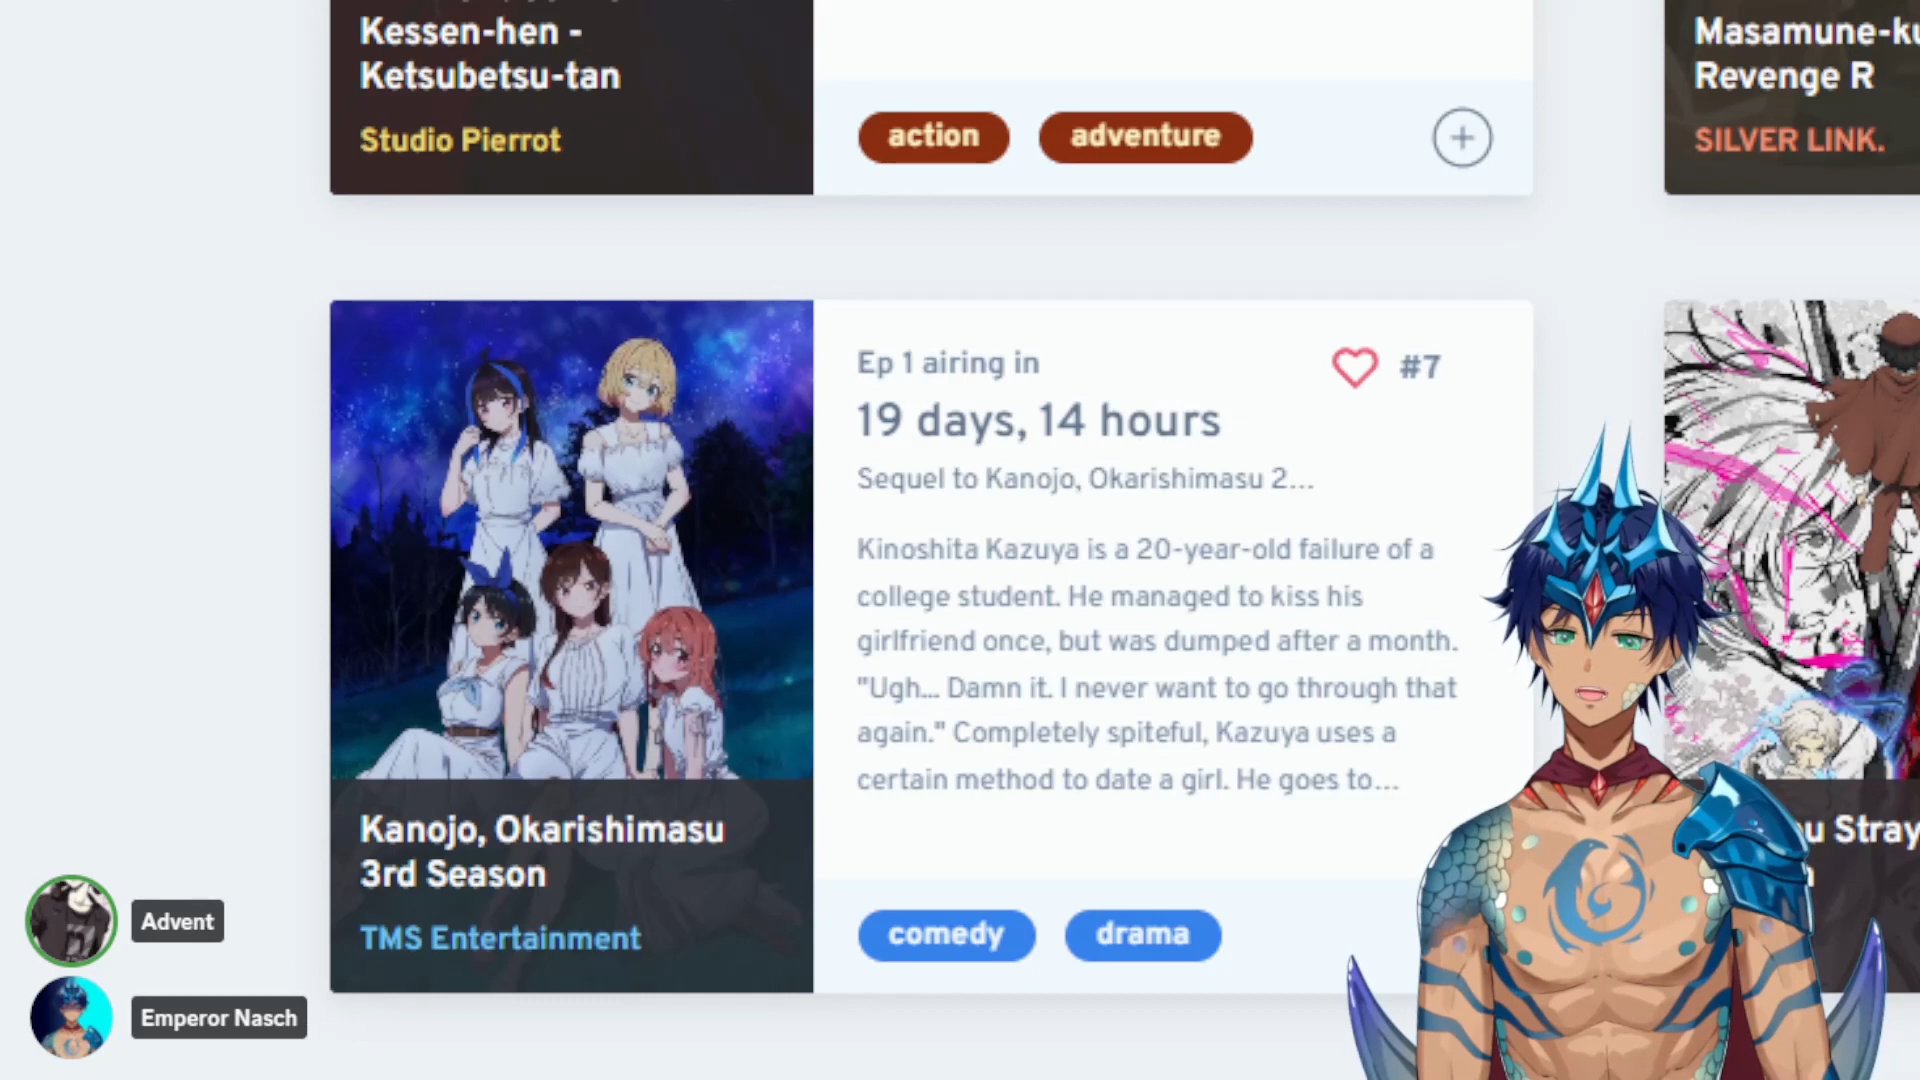 Kessen-hen -
Ketsubetsu-tan
Studio Pierrot
action
adventure
Revenge R
SILVER LINK.
Ep 1 airing in
#7
19 days, 14 hours
Sequel to Kanojo, Okarishimasu 2...
Kinoshita Kazuya is a 20-year-old failure of a
college student. He managed to kiss his
girlfriend once, but was dumped after a month.
"Ugh... Damn it. I never want to go through that
again." Completely spiteful, Kazuya uses a
certain method to date a girl. He goes to...
Kanojo, Okarishimasu
3rd Season
TMS Entertainment
comedy
drama
Stray
Advent
Emperor Nasch